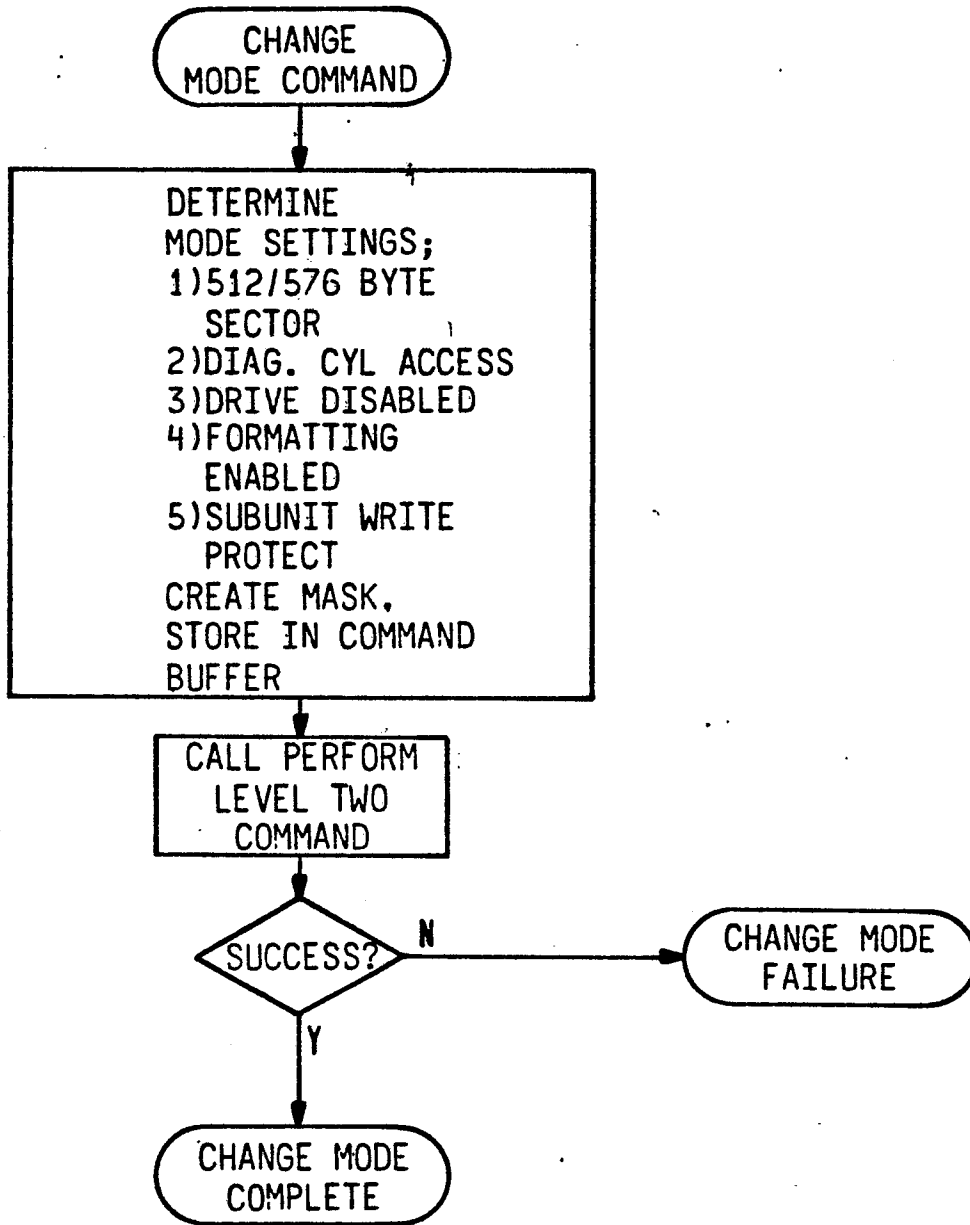 CHANGE
MODE COMMAND
DETERMINE
MODE SETTINGS;
1)512/576 BYTE
SECTOR
2)DIAG. CYL ACCESS
3)DRIVE DISABLED
4)FORMATTING
ENABLED
5)SUBUNIT WRITE
PROTECT
CREATE MASK.
STORE IN COMMAND
BUFFER
CALL PERFORM
LEVEL TWO
COMMAND
SUCCESS?
N
CHANGE MODE
FAILURE
Y
CHANGE MODE
COMPLETE